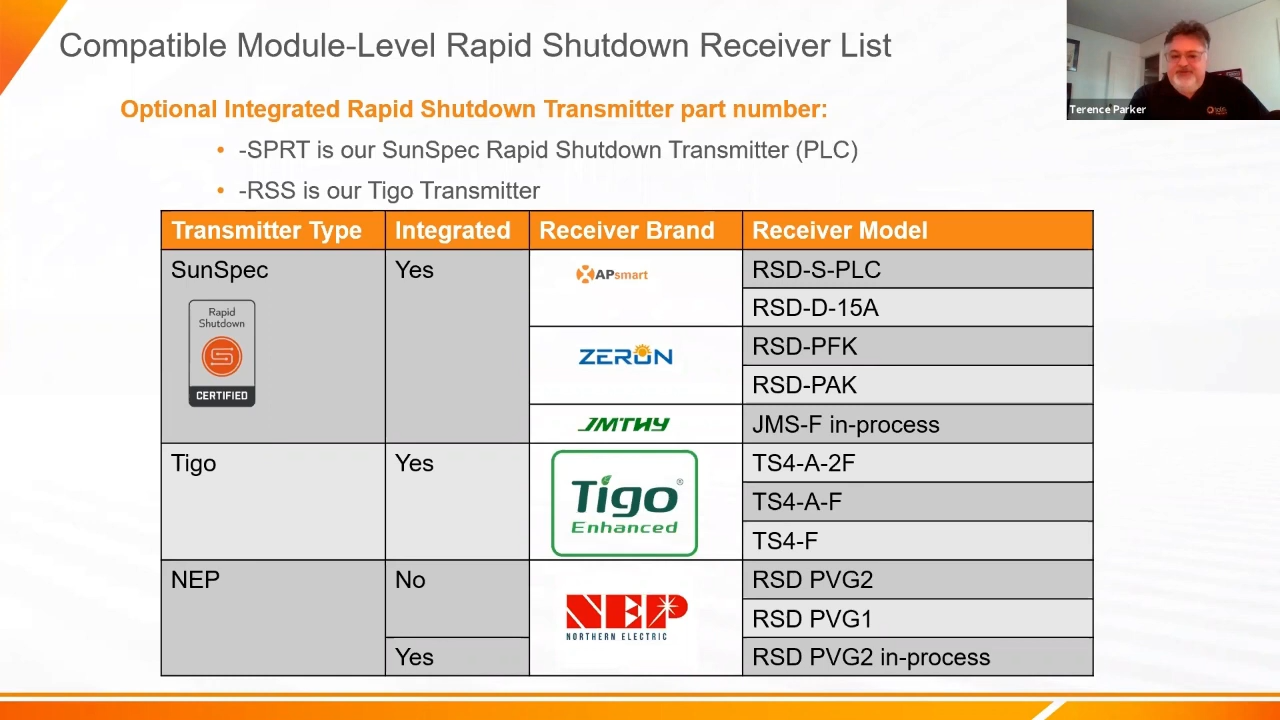 Compatible Module-Level Rapid Shutdown Receiver List
Terence Parker
Optional Integrated Rapid Shutdown Transmitter part number:
• -SPRT is our SunSpec Rapid Shutdown Transmitter (PLC)
• -RSS is our Tigo Transmitter
Transmitter Type Integrated Receiver Brand Receiver Model
SunSpec Yes APsmart RSD-S-PLC
Rapid
Shutdown
CERTIFIED
RSD-D-15A
ZERUN RSD-PFK
RSD-PAK
JMTHY JMS-F in-process
Tigo Yes Tigo® TS4-A-2F
Enhanced
TS4-A-F
TS4-F
NEP No NEP RSD PVG2
NORTHERN ELECTRIC
RSD PVG1
Yes RSD PVG2 in-process